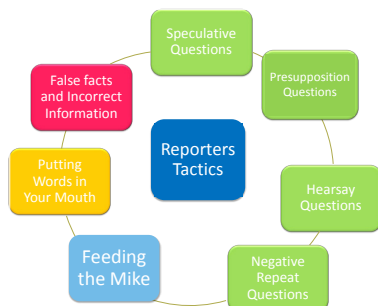 Speculative
Questions
Presupposition
Questions
Hearsay
Questions
Negative
Repeat
Questions
Feeding
the Mike
Putting
Words in
Your Mouth
False facts
and Incorrect
Information
Reporters
Tactics